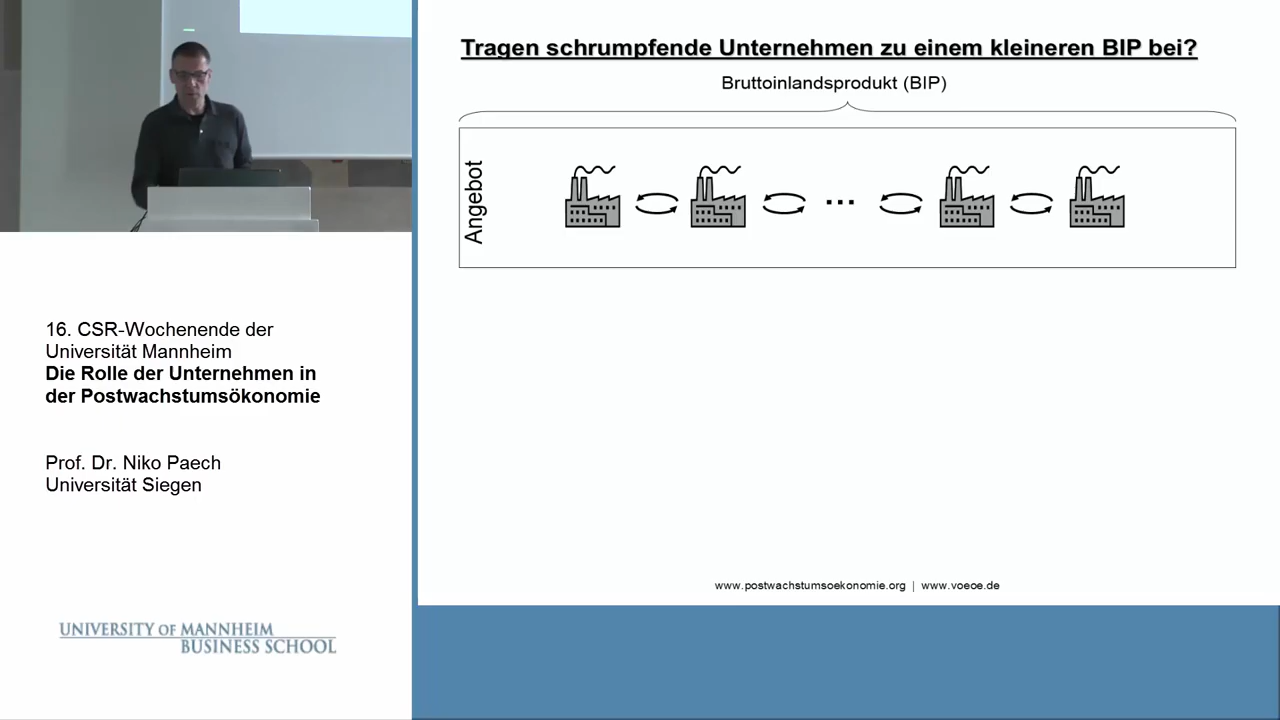 16. CSR-Wochenende der
Universität Mannheim
Die Rolle der Unternehmen in
der Postwachstumsökonomie
Prof. Dr. Niko Paech
Universität Siegen
UNIVERSITY OF MANNHEIM
BUSINESS SCHOOL
Tragen schrumpfende Unternehmen zu einem kleineren BIP bei?
Bruttoinlandsprodukt (BIP)
Angebot
...
www.postwachstumsoekonomie.org | www.voeoe.de